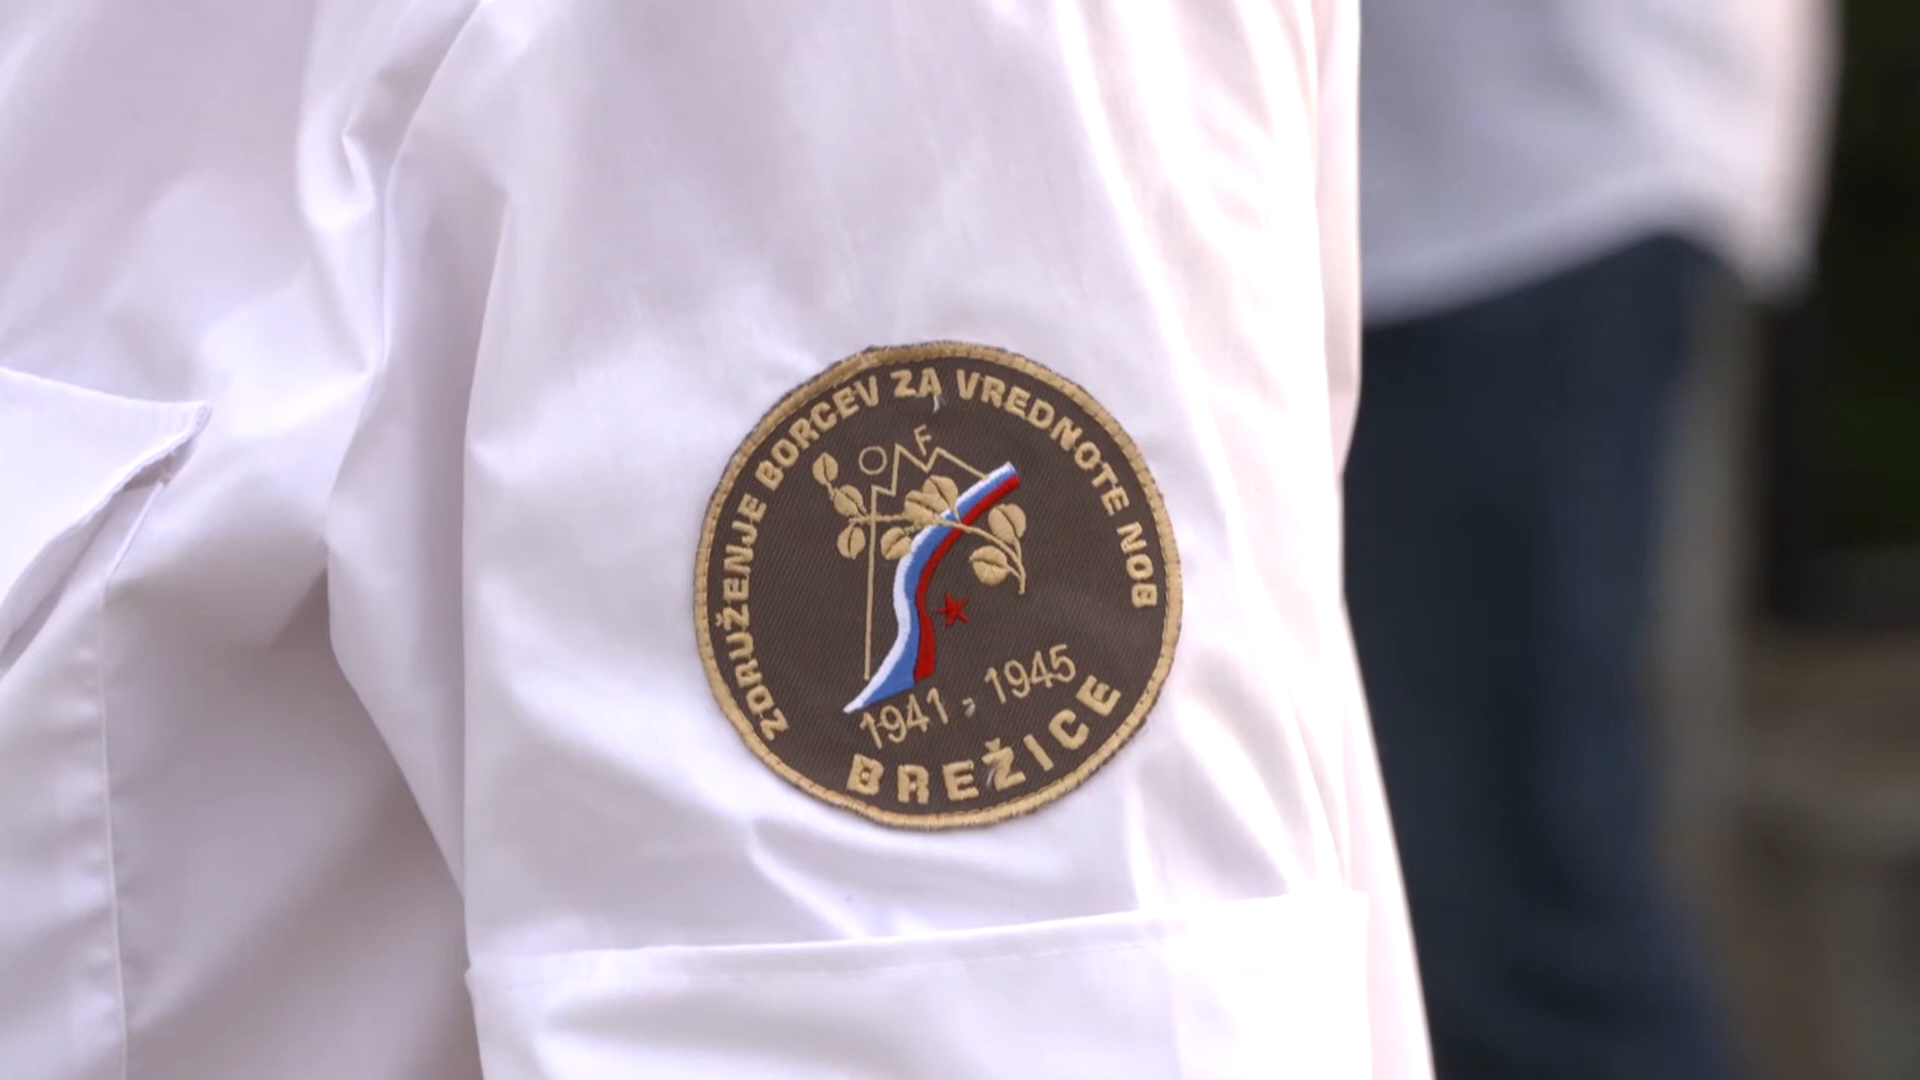 ZDRUŽENJE BORCEV ZA VREDNOTE NOB
OF
1941 - 1945
BREŽICE